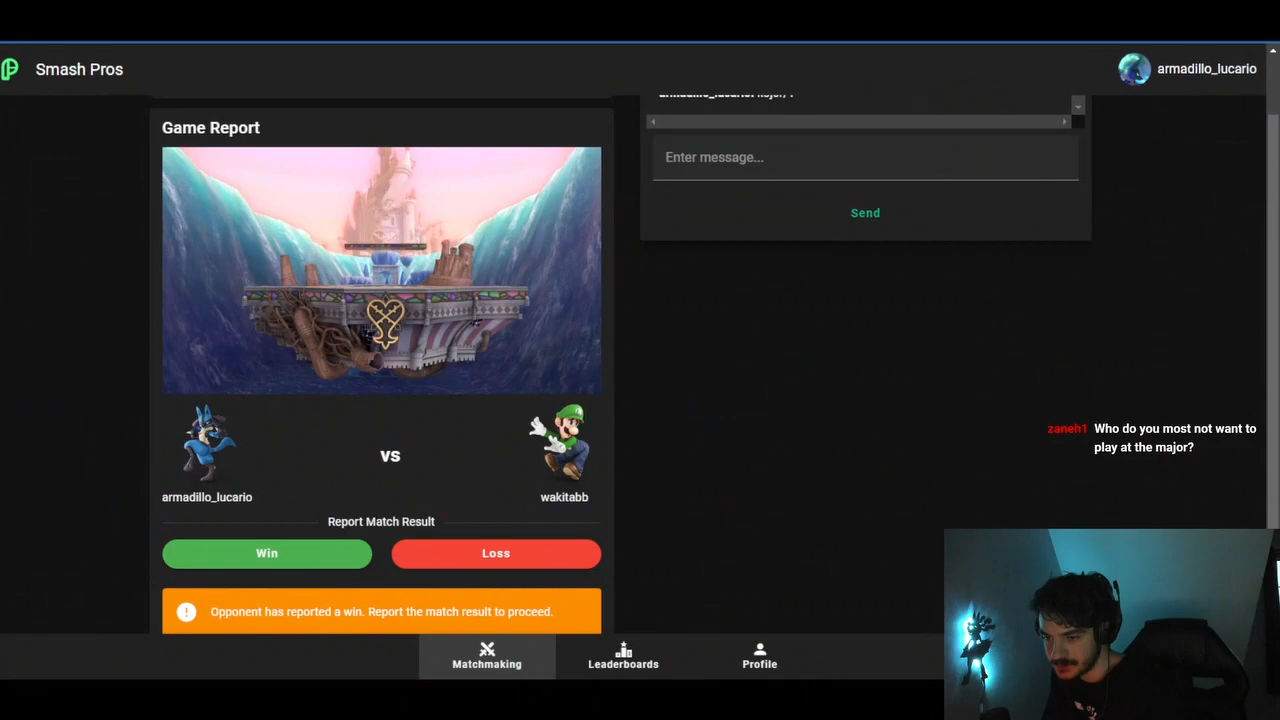 Smash Pros
armadillo_lucario
Game Report
Enter message...
Send
zaneh1 Who do you most not want to
play at the major?
vs
armadillo_lucario
wakitabb
Report Match Result
Win
Loss
Opponent has reported a win. Report the match result to proceed.
Matchmaking
Leaderboards
Profile